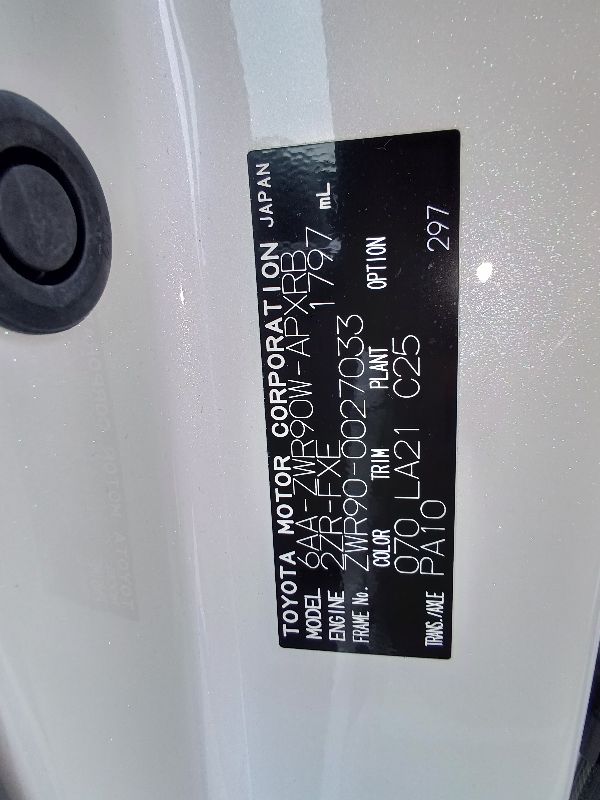 TOYOTA MOTOR CORPORATION JAPAN
MODEL 6AA-ZWR90W-APXRB
ENGINE 2ZR-FXE 1797 mL
FRAME No. ZWR90-0027033
COLOR TRIM PLANT OPTION
070 LA21 C25
TRANS./AXLE PA10 297